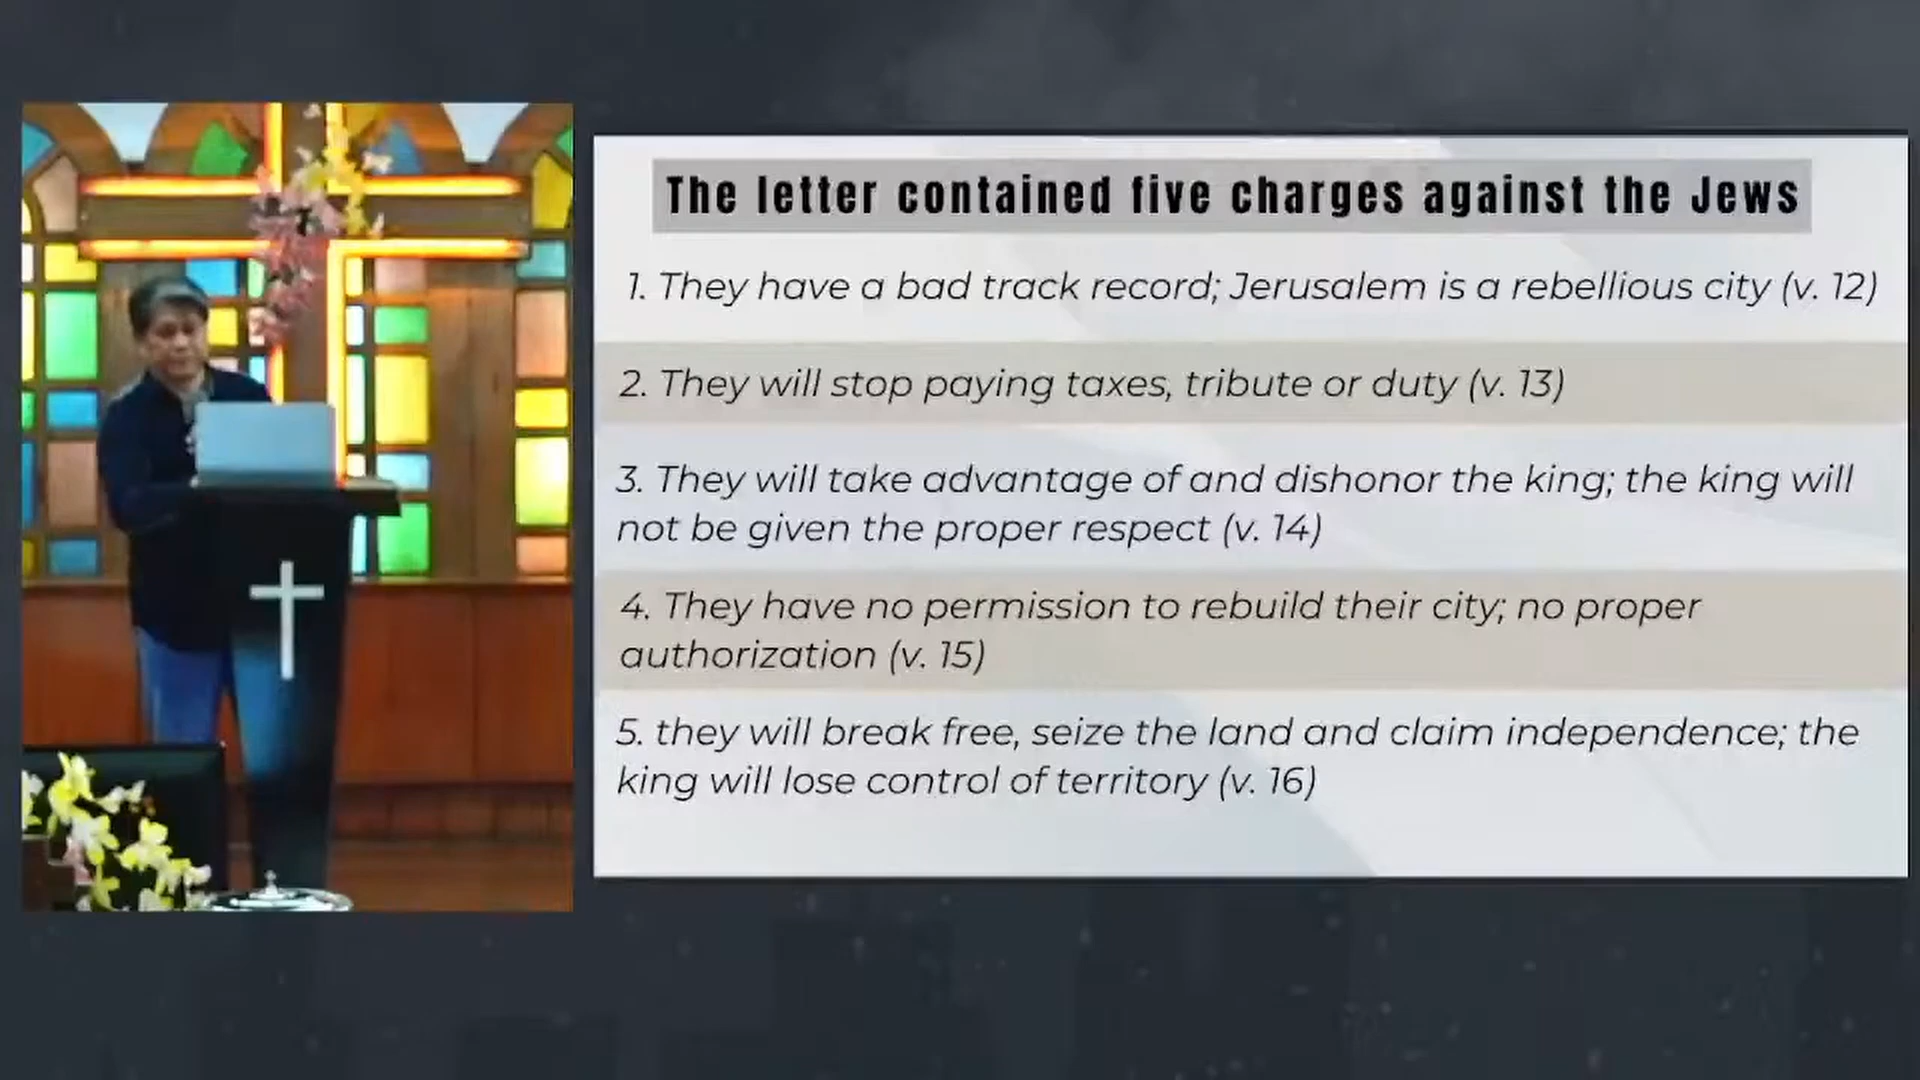 The letter contained five charges against the Jews
1. They have a bad track record; Jerusalem is a rebellious city (v. 12)
2. They will stop paying taxes, tribute or duty (v. 13)
3. They will take advantage of and dishonor the king; the king will
not be given the proper respect (v. 14)
4. They have no permission to rebuild their city; no proper
authorization (v. 15)
5. they will break free, seize the land and claim independence; the
king will lose control of territory (v. 16)